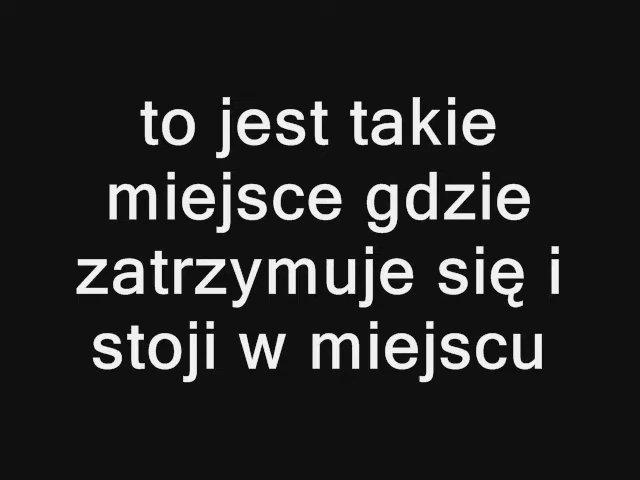 to jest takie
miejsce gdzie
zatrzymuje się i
stoji w miejscu